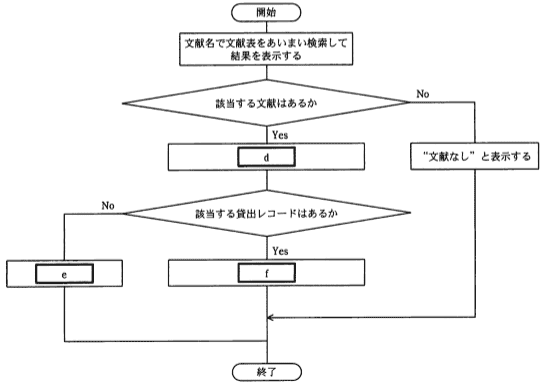 開始
文献名で文献表をあいまい検索して
結果を表示する
該当する文献はあるか
No
Yes
d
“文献なし”と表示する
No
該当する貸出レコードはあるか
Yes
e
f
終了